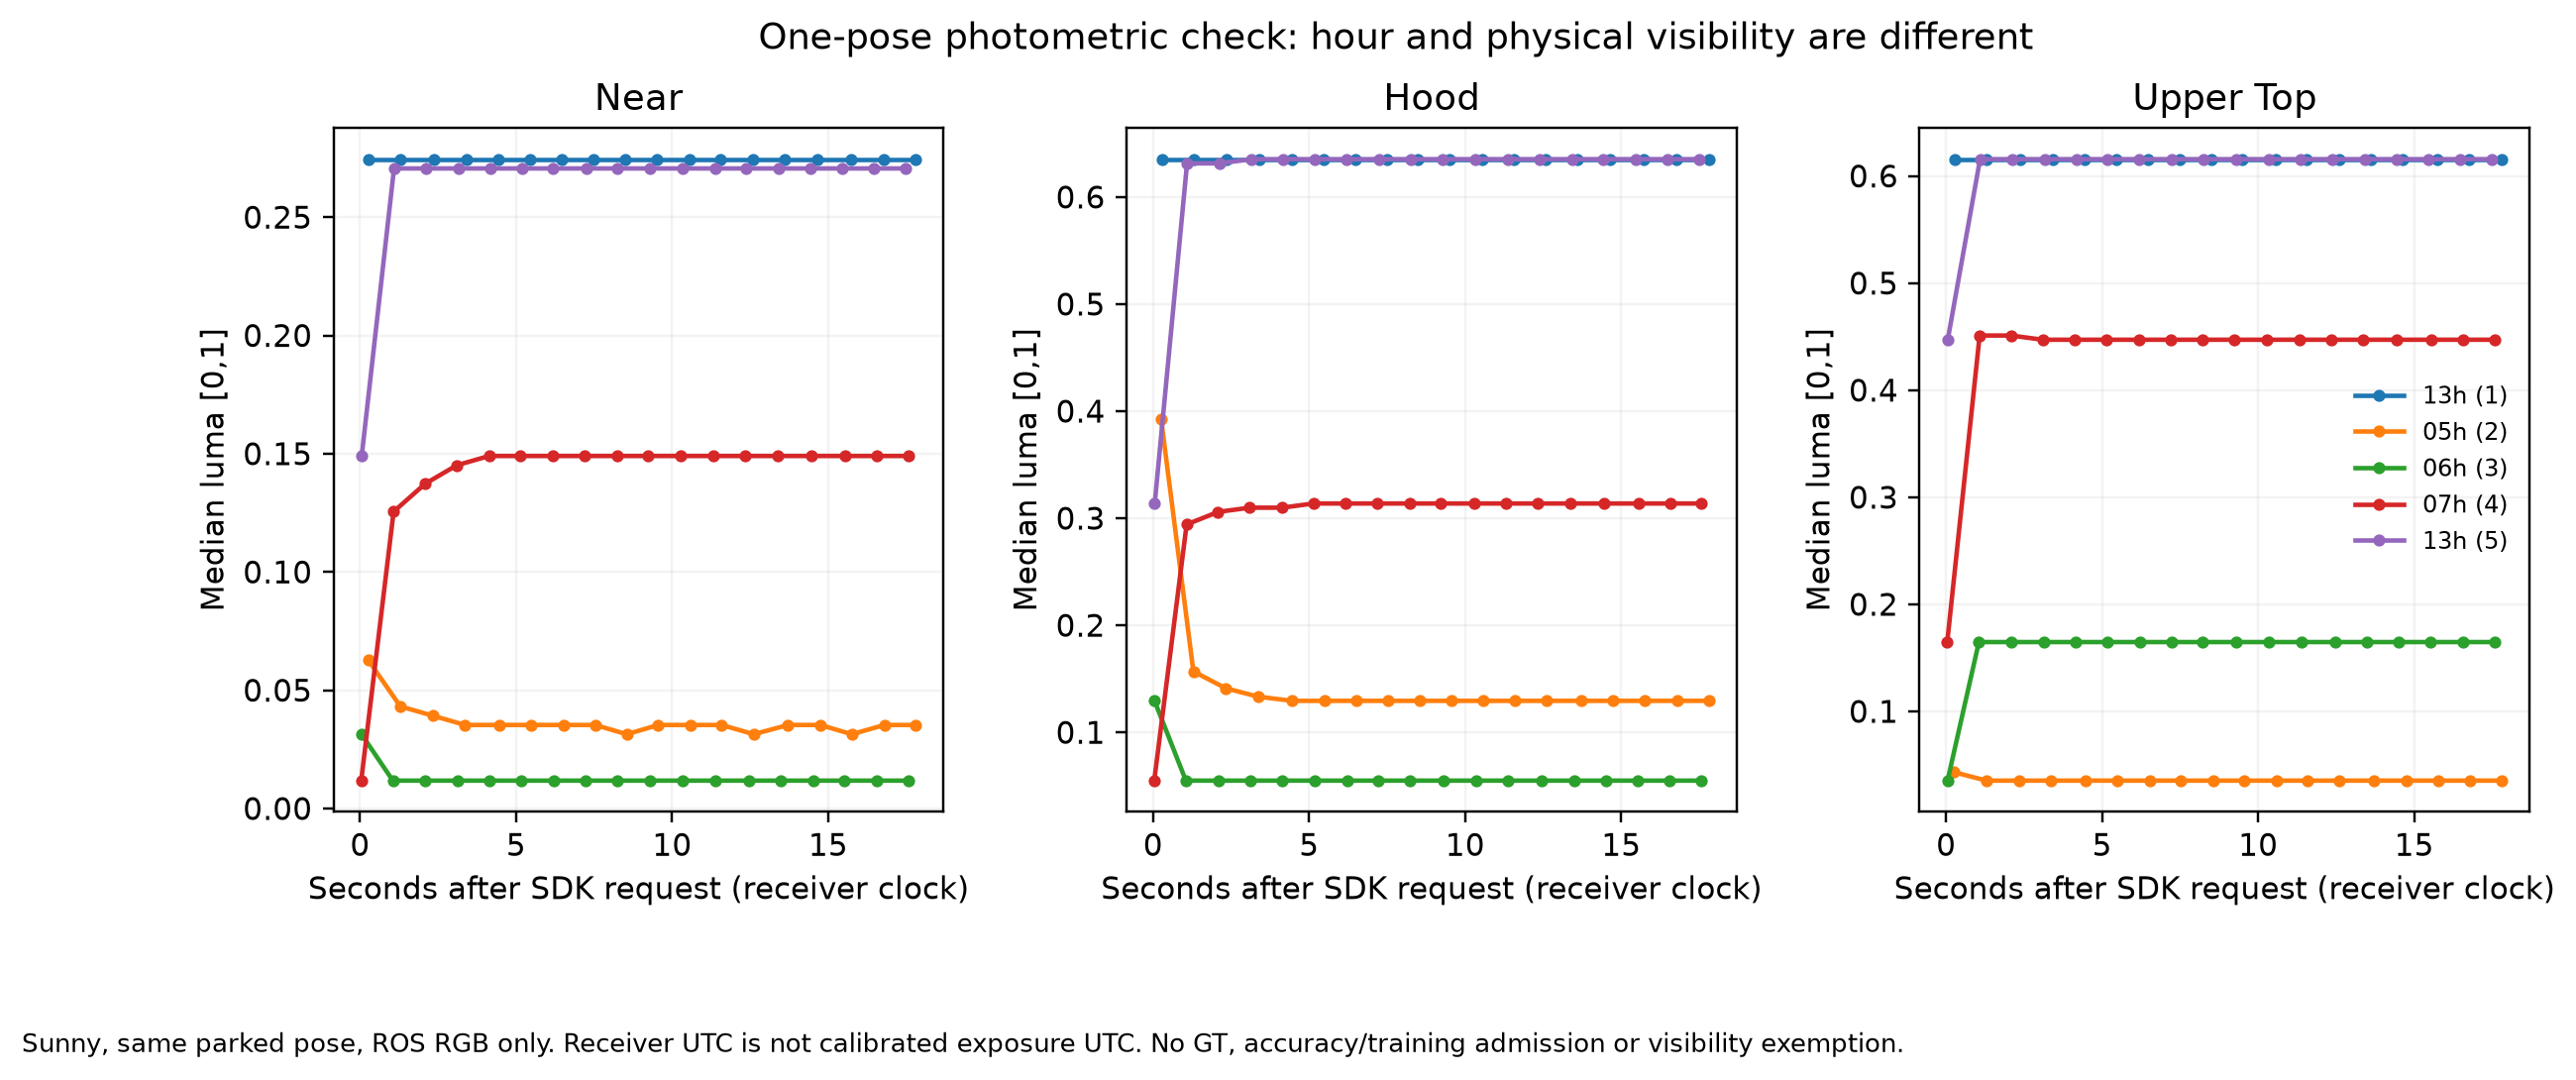 One-pose photometric check: hour and physical visibility are different
Near
Median luma [0,1]
0.25
0.20
0.15
0.10
0.05
0.00
0 5 10 15
Seconds after SDK request (receiver clock)
Hood
Median luma [0,1]
0.6
0.5
0.4
0.3
0.2
0.1
0 5 10 15
Seconds after SDK request (receiver clock)
Upper Top
Median luma [0,1]
0.6
0.5
0.4
0.3
0.2
0.1
13h (1)
05h (2)
06h (3)
07h (4)
13h (5)
0 5 10 15
Seconds after SDK request (receiver clock)
Sunny, same parked pose, ROS RGB only. Receiver UTC is not calibrated exposure UTC. No GT, accuracy/training admission or visibility exemption.